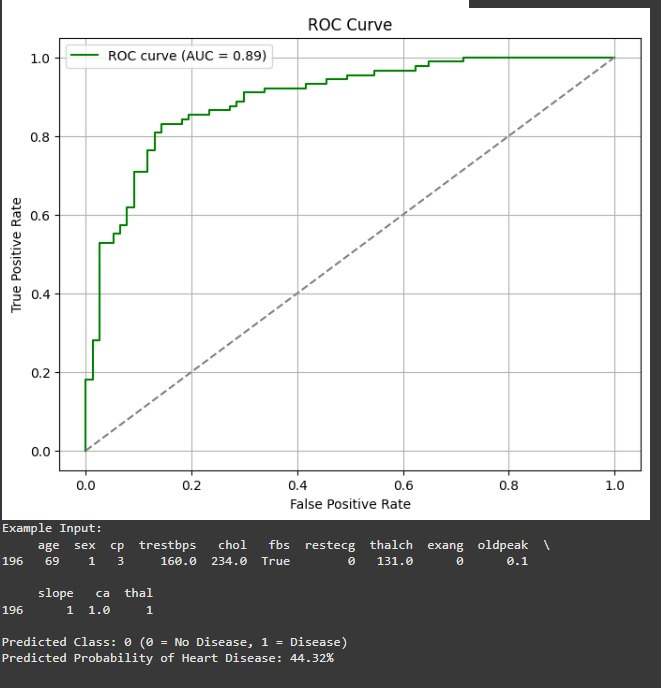 ROC Curve
ROC curve (AUC = 0.89)
True Positive Rate
1.0
0.8
0.6
0.4
0.2
0.0
0.0 0.2 0.4 0.6 0.8 1.0
False Positive Rate
Example Input:
age sex cp trestbps chol fbs restecg thalch exang oldpeak \
196 69 1 3 160.0 234.0 True 0 131.0 0 0.1
slope ca thal
196 1 1.0 1
Predicted Class: 0 (0 = No Disease, 1 = Disease)
Predicted Probability of Heart Disease: 44.32%